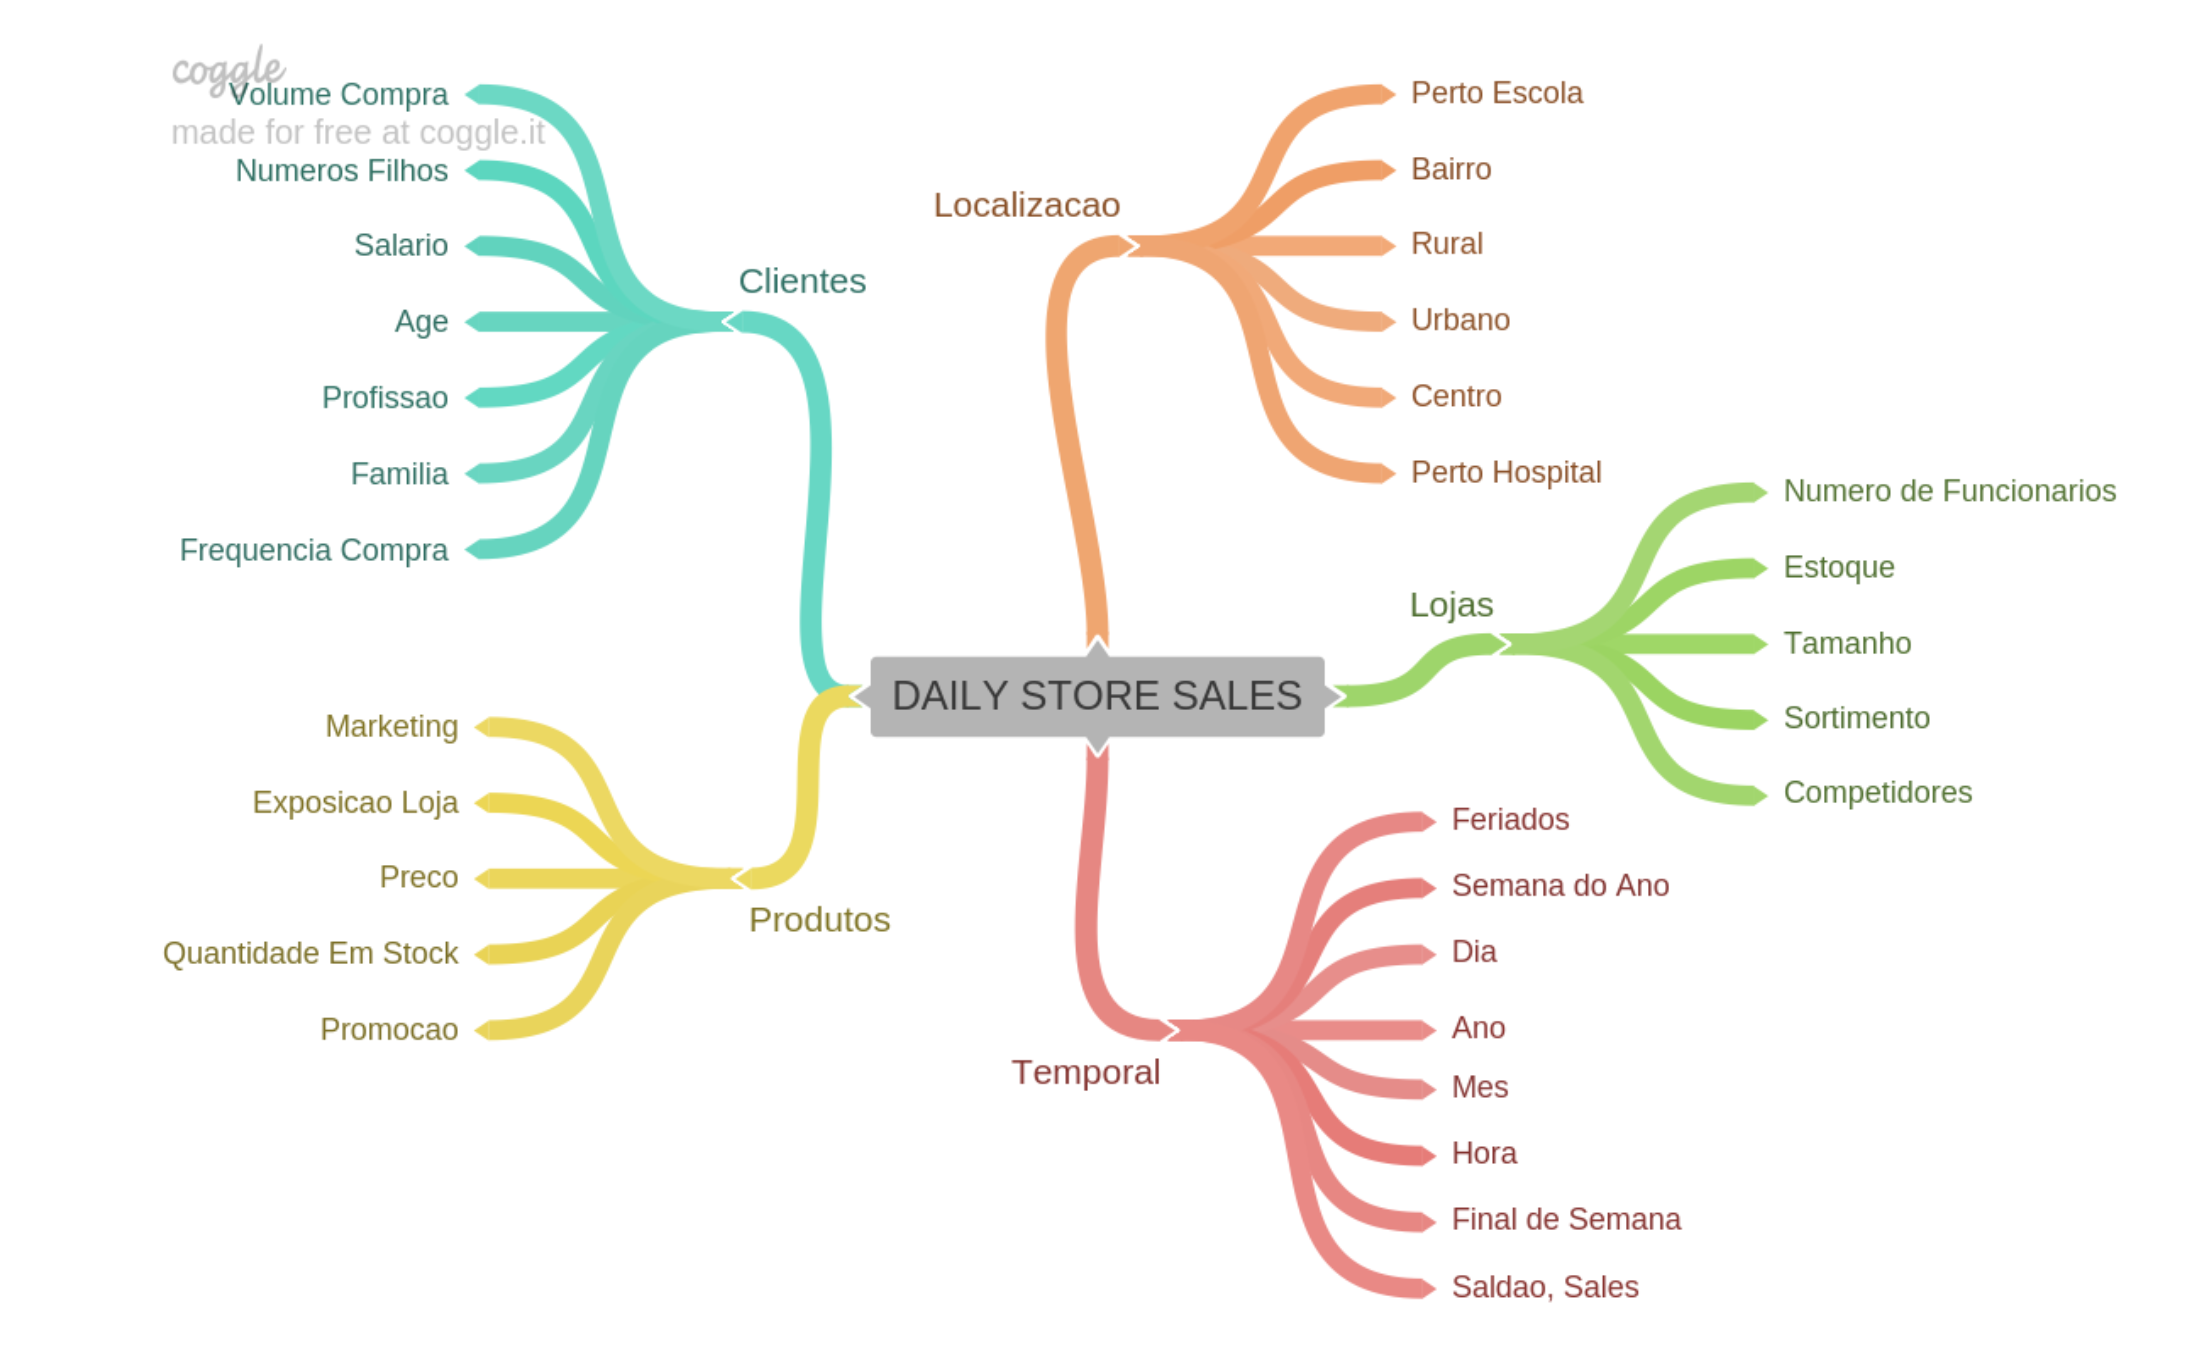 coggle
made for free at coggle.it
Volume Compra
Numeros Filhos
Salario
Age
Profissao
Familia
Frequencia Compra
Clientes
Localizacao
Perto Escola
Bairro
Rural
Urbano
Centro
Perto Hospital
DAILY STORE SALES
Lojas
Numero de Funcionarios
Estoque
Tamanho
Sortimento
Competidores
Marketing
Exposicao Loja
Preco
Quantidade Em Stock
Promocao
Produtos
Temporal
Feriados
Semana do Ano
Dia
Ano
Mes
Hora
Final de Semana
Saldao, Sales